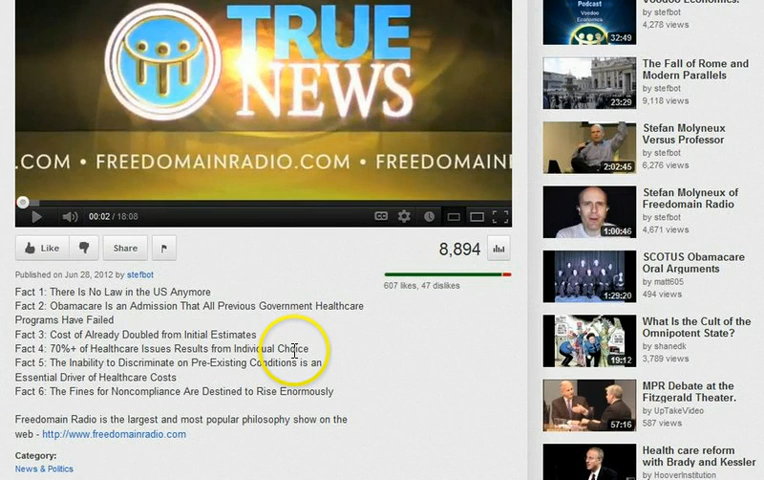 TRUE
NEWS
.COM • FREEDOMAINRADIO.COM • FREEDOMAIN
00:02 / 18:08
CC
Like
Share
8,894
Published on Jun 28, 2012 by stefbot
607 likes, 47 dislikes
Fact 1: There Is No Law in the US Anymore
Fact 2: Obamacare Is an Admission That All Previous Government Healthcare
Programs Have Failed
Fact 3: Cost of Already Doubled from Initial Estimates
Fact 4: 70%+ of Healthcare Issues Results from Individual Choice
Fact 5: The Inability to Discriminate on Pre-Existing Conditions is an
Essential Driver of Healthcare Costs
Fact 6: The Fines for Noncompliance Are Destined to Rise Enormously
Freedomain Radio is the largest and most popular philosophy show on the
web - http://www.freedomainradio.com
Category:
News & Politics
Podcast
Voodoo
Economics.
32:49
Voodoo Economics.
by stefbot
4,278 views
23:29
The Fall of Rome and
Modern Parallels
by stefbot
9,118 views
2:02:45
Stefan Molyneux
Versus Professor
by stefbot
6,276 views
1:00:46
Stefan Molyneux of
Freedomain Radio
by stefbot
4,671 views
1:29:20
SCOTUS Obamacare
Oral Arguments
by matt605
494 views
19:12
What Is the Cult of the
Omnipotent State?
by shanedk
3,789 views
57:16
MPR Debate at the
Fitzgerald Theater.
by UpTakeVideo
587 views
Health care reform
with Brady and Kessler
by HooverInstitution